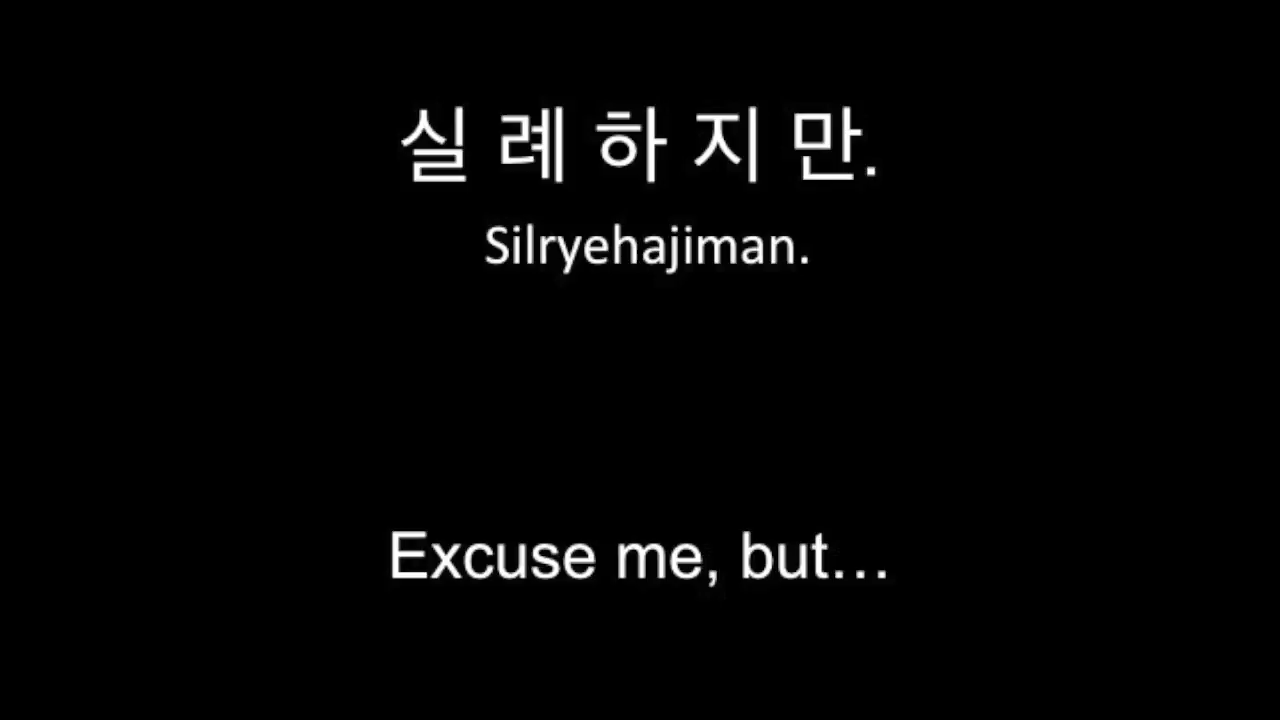 실 례 하 지 만.
Silryehajiman.
Excuse me, but…